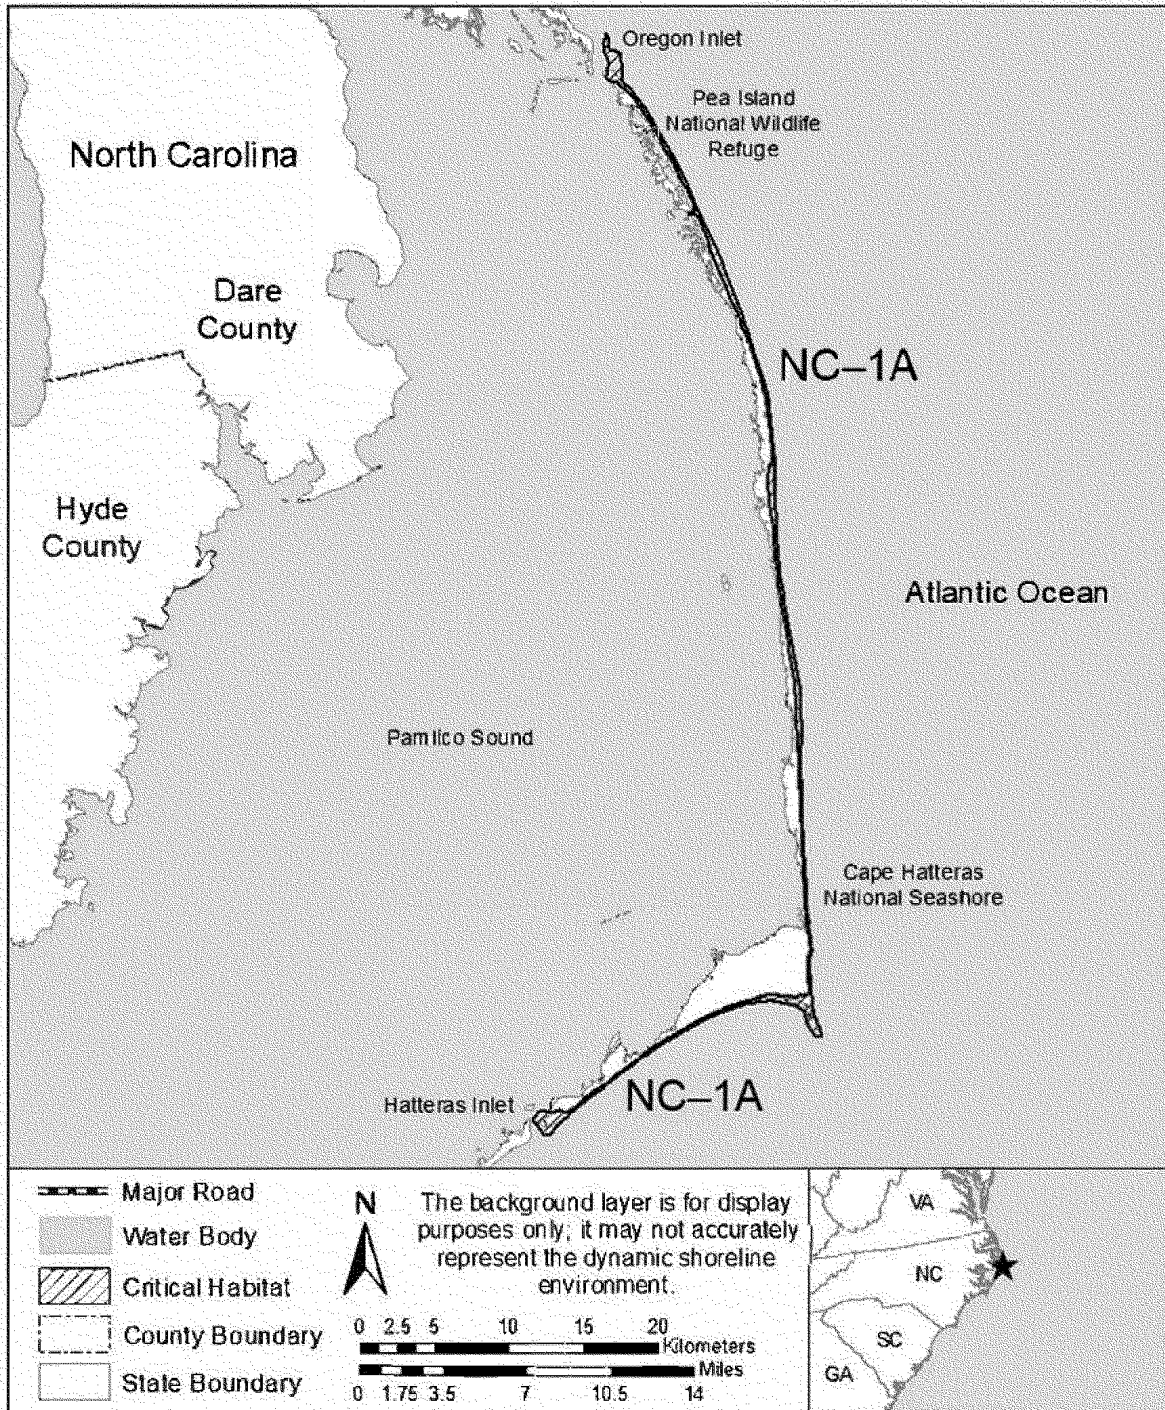 Oregon Inlet
Pea Island
National Wildlife
Refuge
North Carolina
Dare
County
NC–1A
Hyde
County
Atlantic Ocean
Pamlico Sound
Cape Hatteras
National Seashore
Hatteras Inlet
NC–1A
Major Road
Water Body
Critical Habitat
County Boundary
State Boundary
N
The background layer is for display
purposes only; it may not accurately
represent the dynamic shoreline
environment.
0 2.5 5 10 15 20
Kilometers
Miles
0 1.75 3.5 7 10.5 14
VA
NC
SC
GA